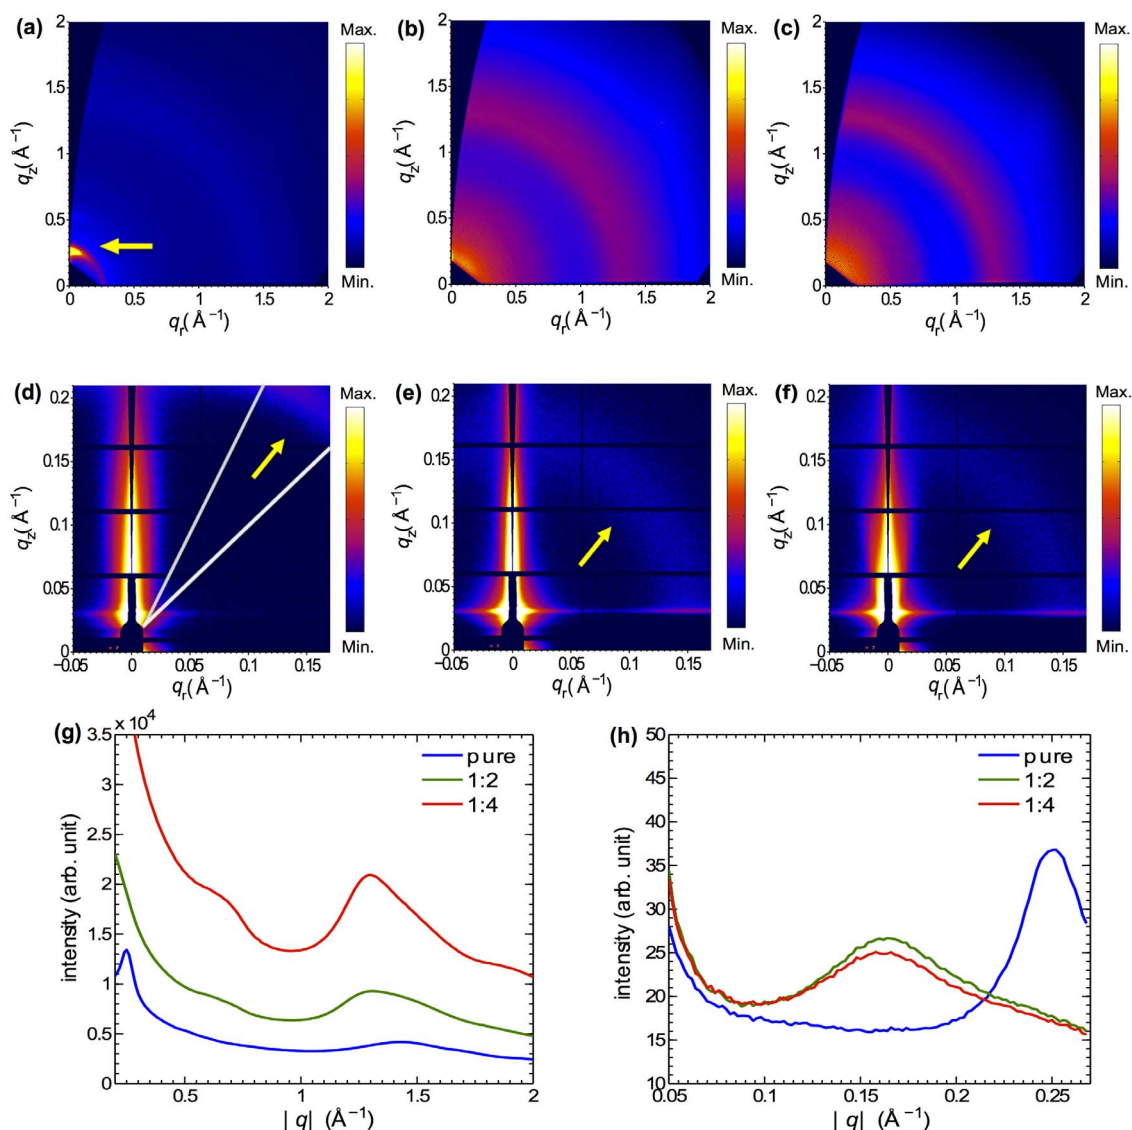 (a)
Max.
Min.
2
1.5
1
0.5
0
0
0.5
1
1.5
2
qz(Å−1)
qr(Å−1)
(b)
Max.
Min.
2
1.5
1
0.5
0
0
0.5
1
1.5
2
qz(Å−1)
qr(Å−1)
(c)
Max.
Min.
2
1.5
1
0.5
0
0
0.5
1
1.5
2
qz(Å−1)
qr(Å−1)
(d)
Max.
Min.
0.2
0.15
0.1
0.05
0
−0.05
0
0.05
0.1
0.15
qz(Å−1)
qr(Å−1)
(e)
Max.
Min.
0.2
0.15
0.1
0.05
0
−0.05
0
0.05
0.1
0.15
qz(Å−1)
qr(Å−1)
(f)
Max.
Min.
0.2
0.15
0.1
0.05
0
−0.05
0
0.05
0.1
0.15
qz(Å−1)
qr(Å−1)
(g)
x 10⁴
3.5
3
2.5
2
1.5
1
0.5
0
0.5
1
1.5
2
intensity (arb. unit)
| q| (Å−1)
pure
1:2
1:4
(h)
50
45
40
35
30
25
20
15
10
0.05
0.1
0.15
0.2
0.25
intensity (arb. unit)
| q| (Å−1)
pure
1:2
1:4